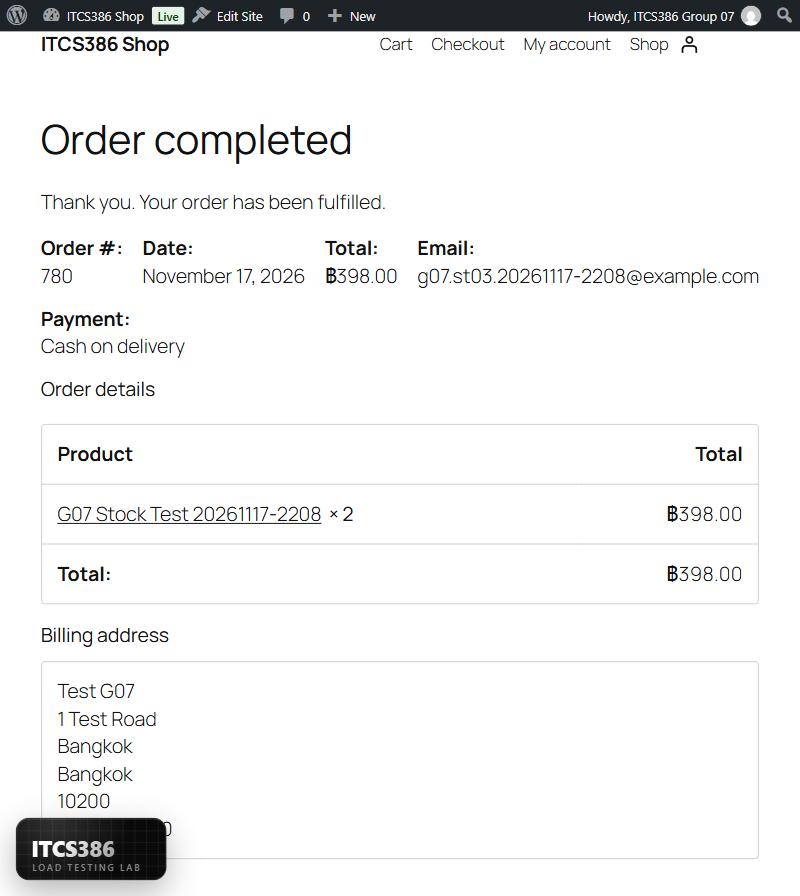 ITCS386 Shop Live Edit Site 0 New Howdy, ITCS386 Group 07
ITCS386 Shop Cart Checkout My account Shop
Order completed
Thank you. Your order has been fulfilled.
Order #: Date: Total: Email:
780 November 17, 2026 ฿398.00 g07.st03.20261117-2208@example.com
Payment:
Cash on delivery
Order details
Product Total
G07 Stock Test 20261117-2208 × 2 ฿398.00
Total: ฿398.00
Billing address
Test G07
1 Test Road
Bangkok
Bangkok
10200
ITCS386
LOAD TESTING LAB